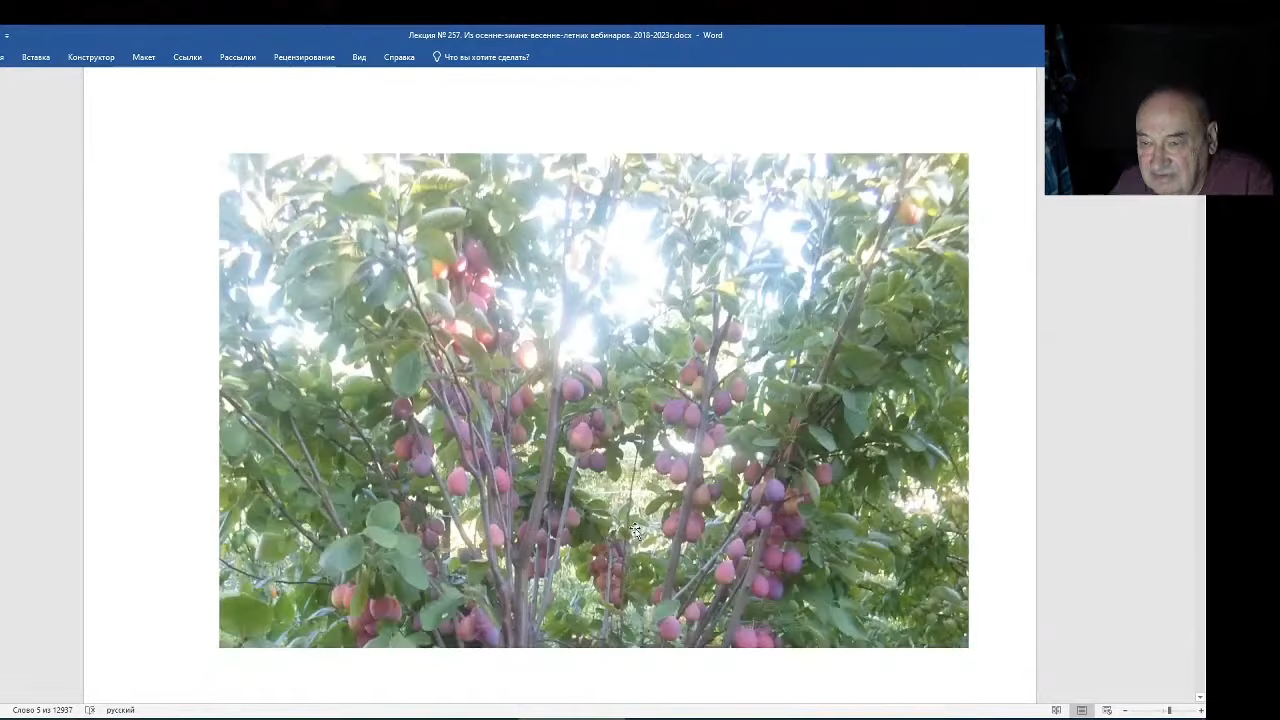 Лекция № 257. Из осенне-зимне-весенне-летних вебинаров. 2018-2023г.docx - Word
я Вставка Конструктор Макет Ссылки Рассылки Рецензирование Вид Справка Что вы хотите сделать?
Слово 5 из 12937 русский